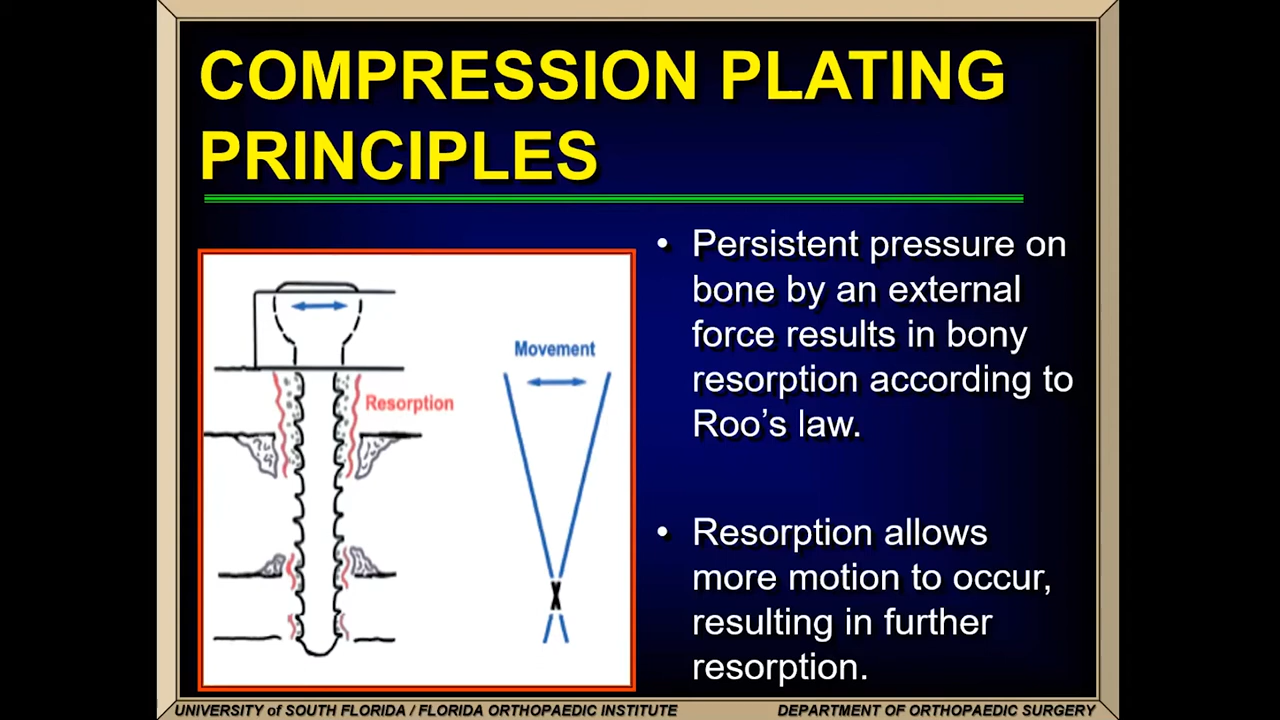 COMPRESSION PLATING
PRINCIPLES
Movement
Resorption
• Persistent pressure on
bone by an external
force results in bony
resorption according to
Roo's law.
• Resorption allows
more motion to occur,
resulting in further
resorption.
UNIVERSITY of SOUTH FLORIDA / FLORIDA ORTHOPAEDIC INSTITUTE
DEPARTMENT OF ORTHOPAEDIC SURGERY